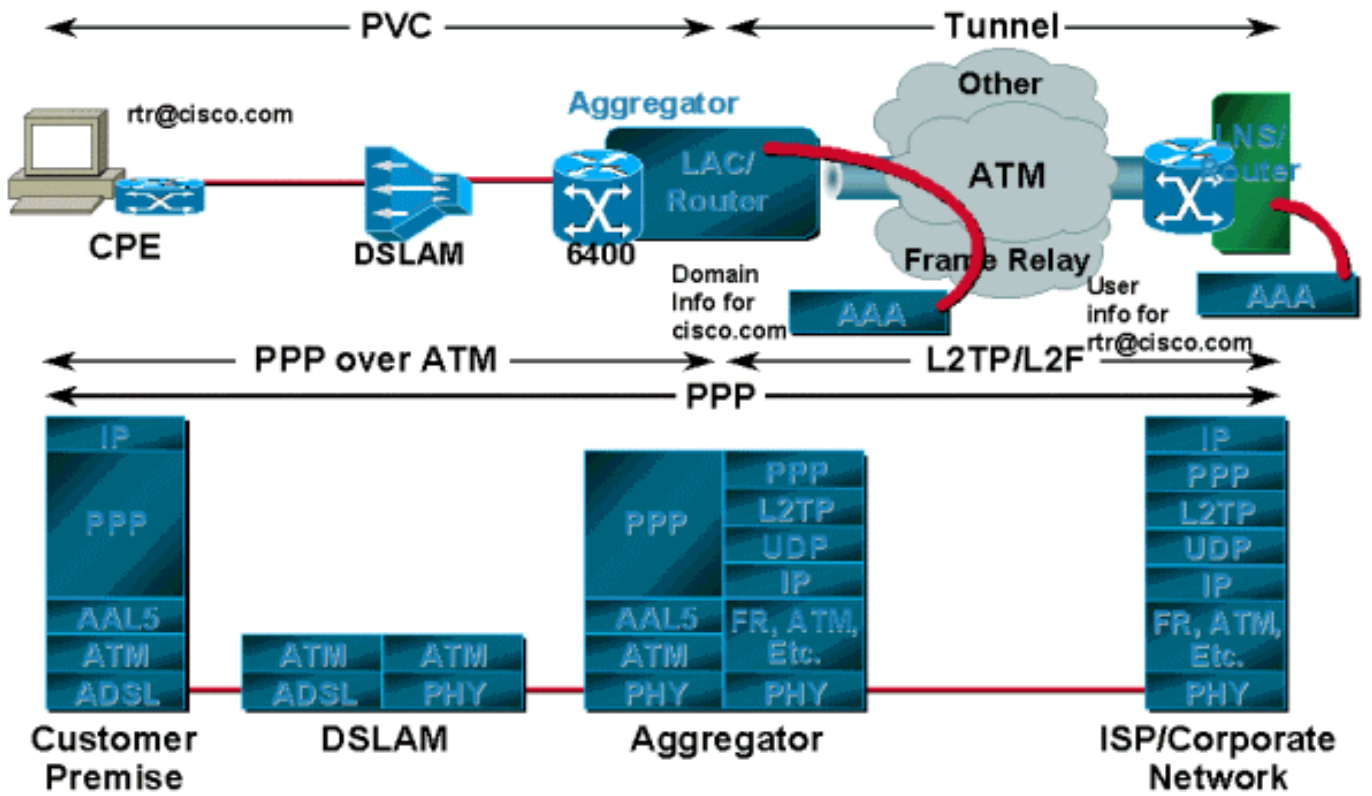 PVC
Tunnel
rtr@cisco.com
Aggregator
Other
LAC/
Router
ATM
LNS/
Router
CPE
DSLAM
6400
Frame Relay
Domain
Info for
cisco.com
AAA
User
info for
rtr@cisco.com
AAA
PPP over ATM
L2TP/L2F
PPP
IP
PPP
AAL5
ATM
ADSL
ATM
ATM
ADSL
PHY
PPP
AAL5
ATM
PHY
PPP
L2TP
UDP
IP
FR, ATM,
Etc.
PHY
IP
PPP
L2TP
UDP
IP
FR, ATM,
Etc.
PHY
Customer
Premise
DSLAM
Aggregator
ISP/Corporate
Network